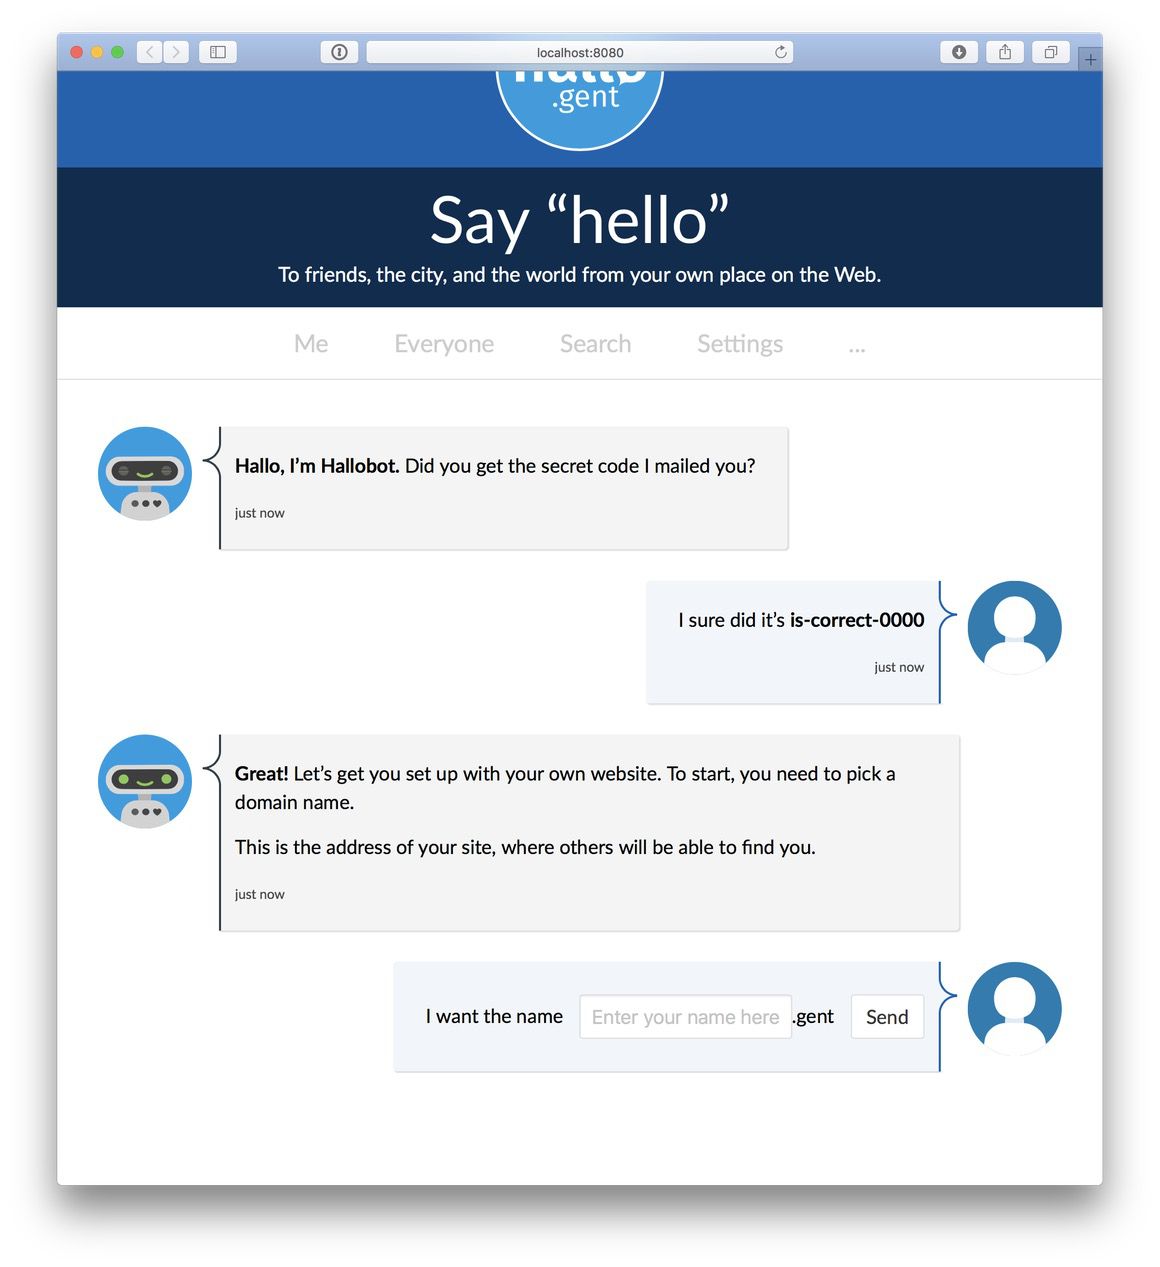 localhost:8080
.gent
Say “hello”
To friends, the city, and the world from your own place on the Web.
Me Everyone Search Settings ...
Hallo, I’m Hallobot. Did you get the secret code I mailed you?
just now
I sure did it’s is-correct-0000
just now
Great! Let’s get you set up with your own website. To start, you need to pick a
domain name.
This is the address of your site, where others will be able to find you.
just now
I want the name Enter your name here .gent Send